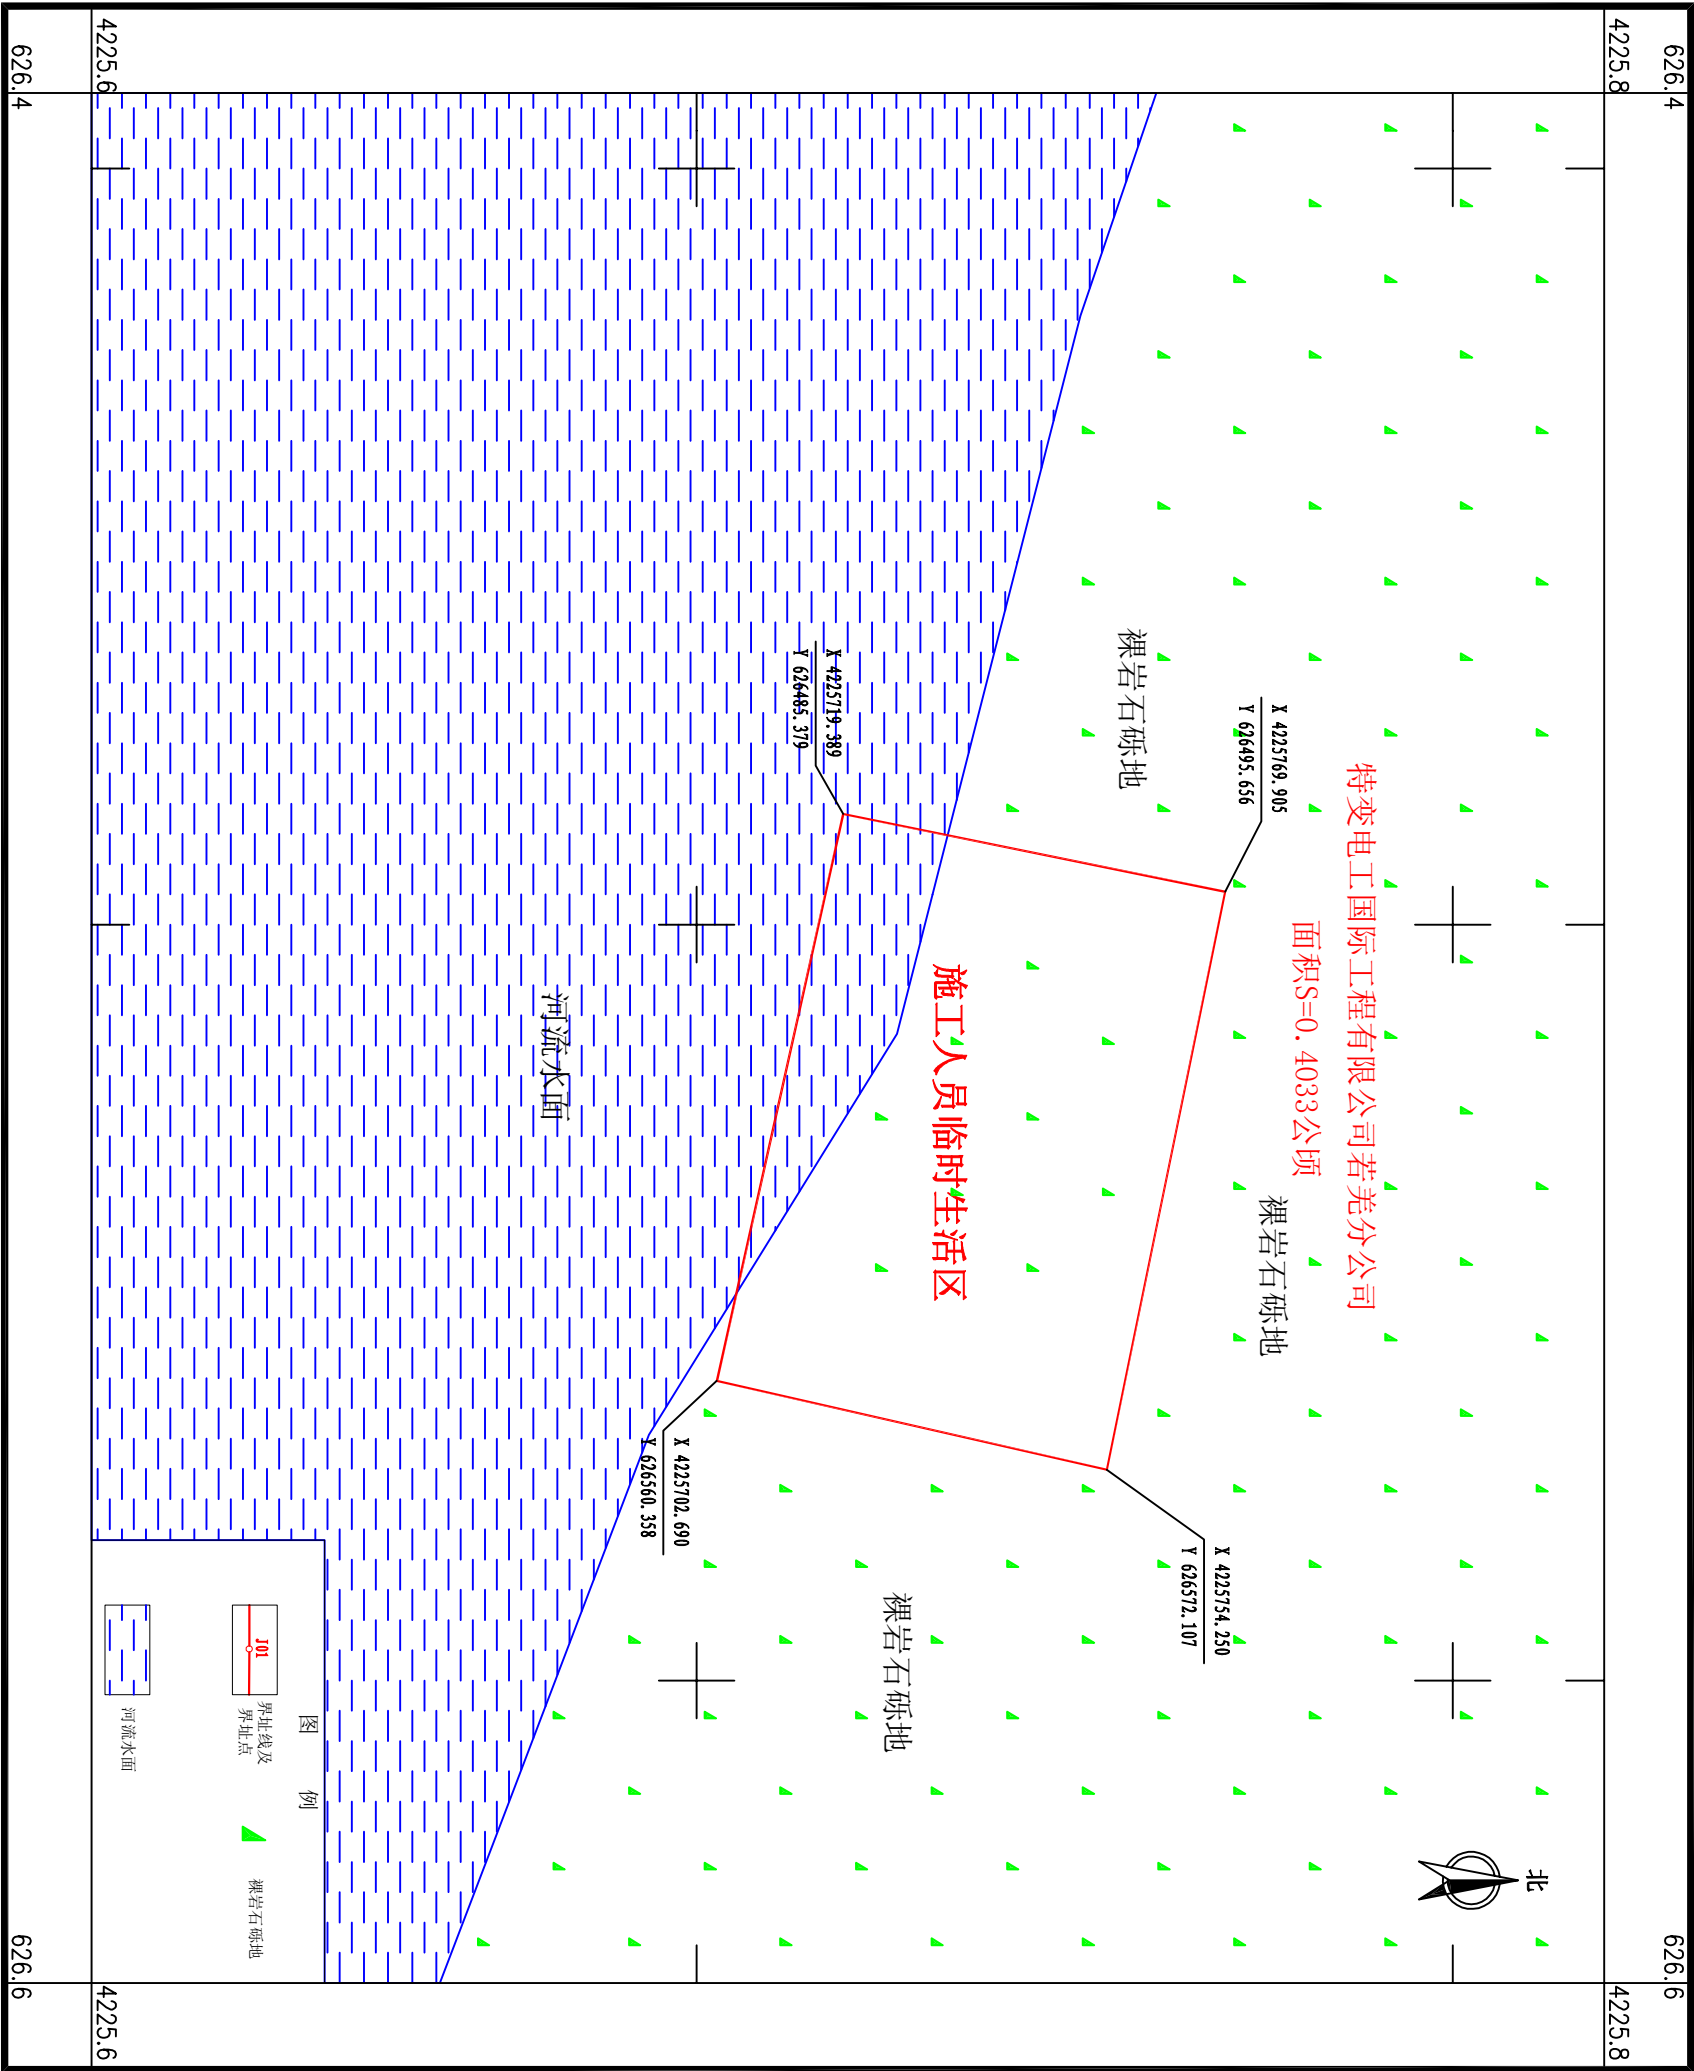 626.4
4225.8
626.6
4225.8
北
特变电工国际工程有限公司若羌分公司
面积S=0.4033公顷
X 4225769.905
Y 626495.656
裸岩石砾地
X 4225754.250
Y 626572.107
裸岩石砾地
施工人员临时生活区
裸岩石砾地
X 4225719.389
Y 626485.379
X 4225702.690
Y 626560.358
河流水面
图 例
J01
界址线及
界址点
裸岩石砾地
河流水面
4225.6
626.4
4225.6
626.6